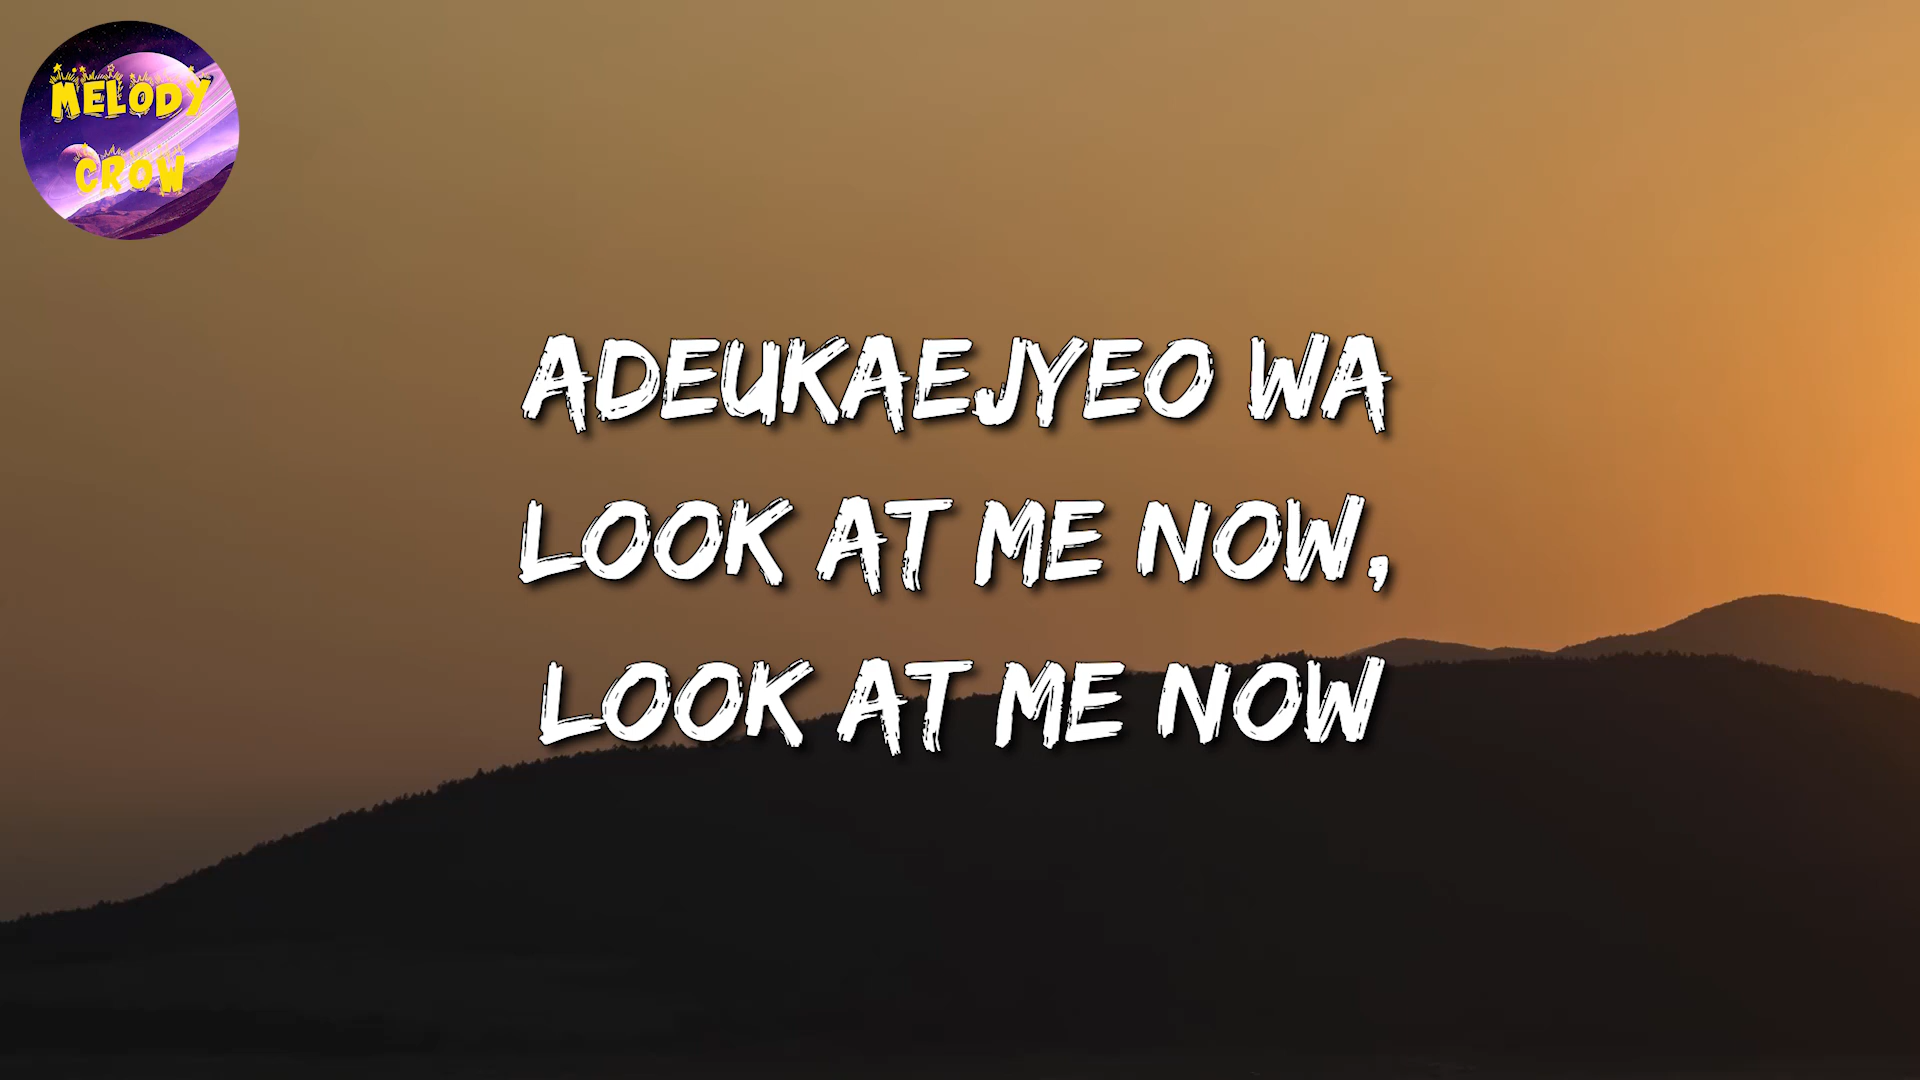 MELODY
CROW
ADEUKAEJYEO WA
LOOK AT ME NOW,
LOOK AT ME NOW